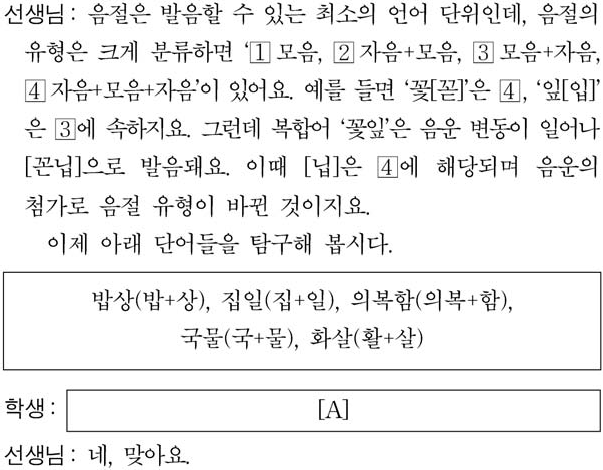 선생님 : 음절은 발음할 수 있는 최소의 언어 단위인데, 음절의
유형은 크게 분류하면 ‘1 모음, 2 자음+모음, 3 모음+자음,
4 자음+모음+자음’이 있어요. 예를 들면 ‘꽃[꼳]’은 4, ‘잎[입]’
은 3에 속하지요. 그런데 복합어 ‘꽃잎’은 음운 변동이 일어나
[꼰닙]으로 발음돼요. 이때 [닙]은 4에 해당되며 음운의
첨가로 음절 유형이 바뀐 것이지요.
이제 아래 단어들을 탐구해 봅시다.
밥상(밥+상), 집일(집+일), 의복함(의복+함),
국물(국+물), 화살(활+살)
학생 : [A]
선생님 : 네, 맞아요.